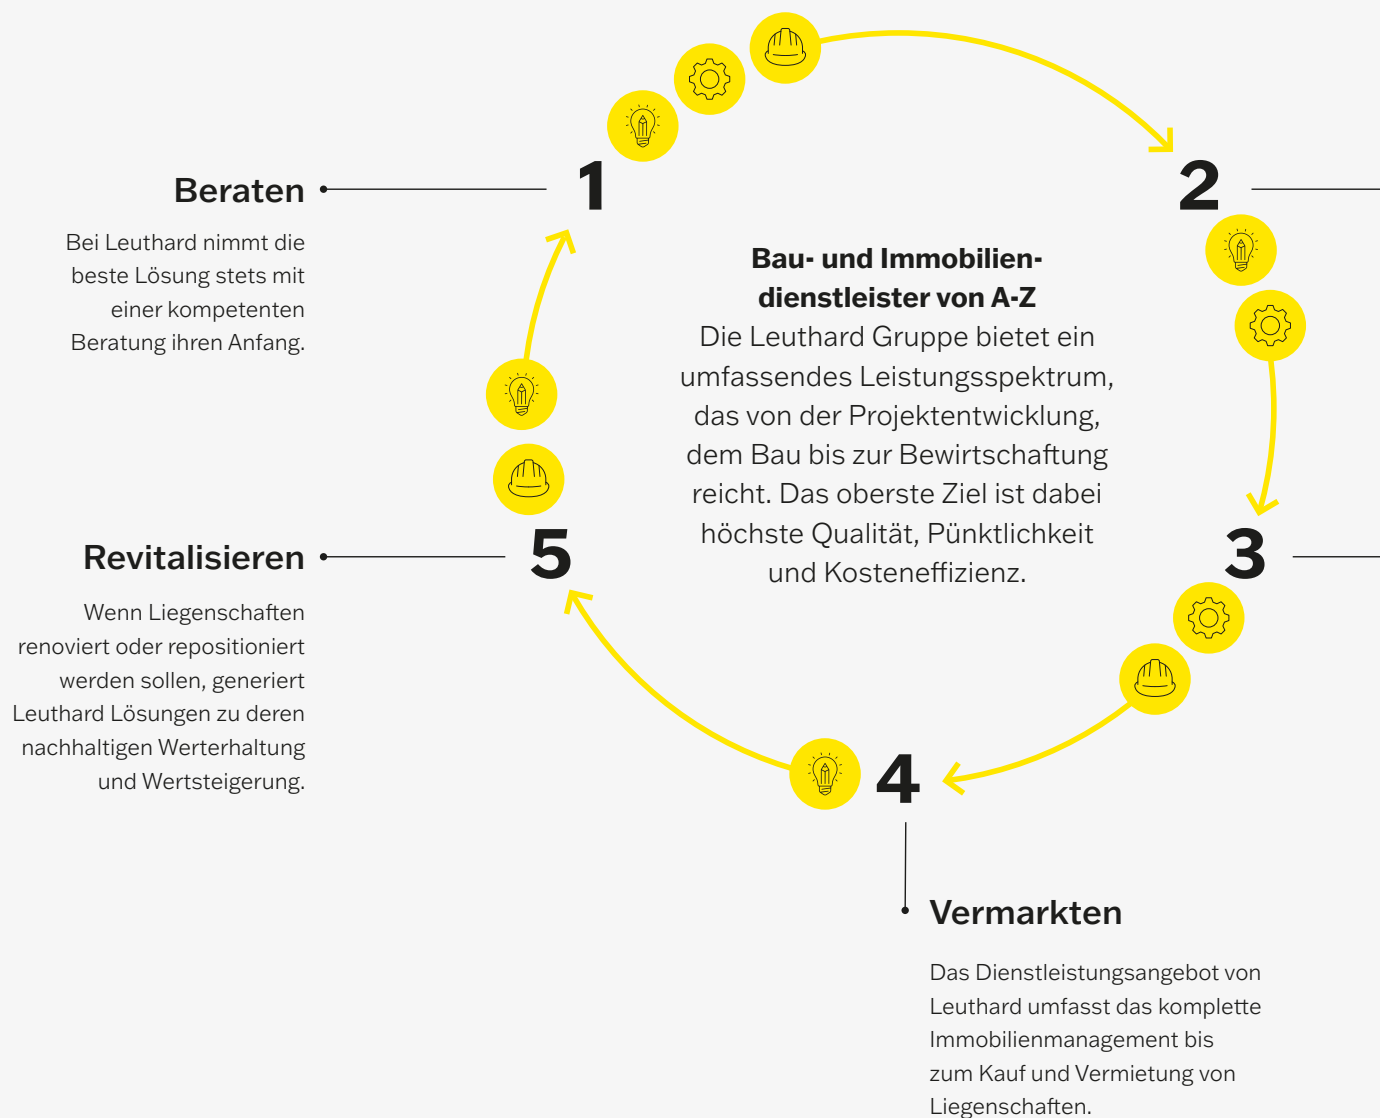 1
Beraten
Bei Leuthard nimmt die
beste Lösung stets mit
einer kompetenten
Beratung ihren Anfang.
2
Bau- und Immobilien-
dienstleister von A-Z
Die Leuthard Gruppe bietet ein
umfassendes Leistungsspektrum,
das von der Projektentwicklung,
dem Bau bis zur Bewirtschaftung
reicht. Das oberste Ziel ist dabei
höchste Qualität, Pünktlichkeit
und Kosteneffizienz.
3
4
Vermarkten
Das Dienstleistungsangebot von
Leuthard umfasst das komplette
Immobilienmanagement bis
zum Kauf und Vermietung von
Liegenschaften.
5
Revitalisieren
Wenn Liegenschaften
renoviert oder repositioniert
werden sollen, generiert
Leuthard Lösungen zu deren
nachhaltigen Werterhaltung
und Wertsteigerung.